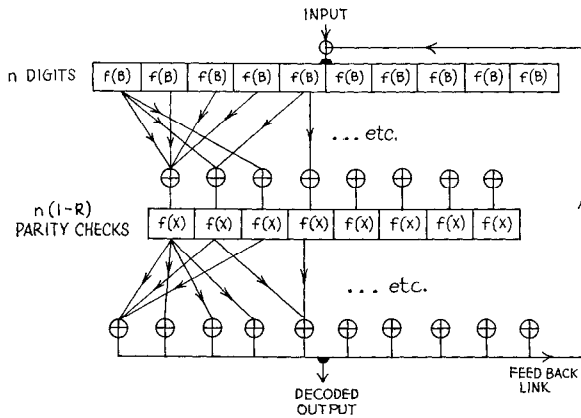 INPUT
n DIGITS
f(B) f(B) f(B) f(B) f(B) f(B) f(B) f(B) f(B) f(B)
... etc.
n(1-R)
PARITY CHECKS
f(X) f(X) f(X) f(X) f(X) f(X) f(X) f(X)
... etc.
DECODED
OUTPUT
FEED BACK
LINK